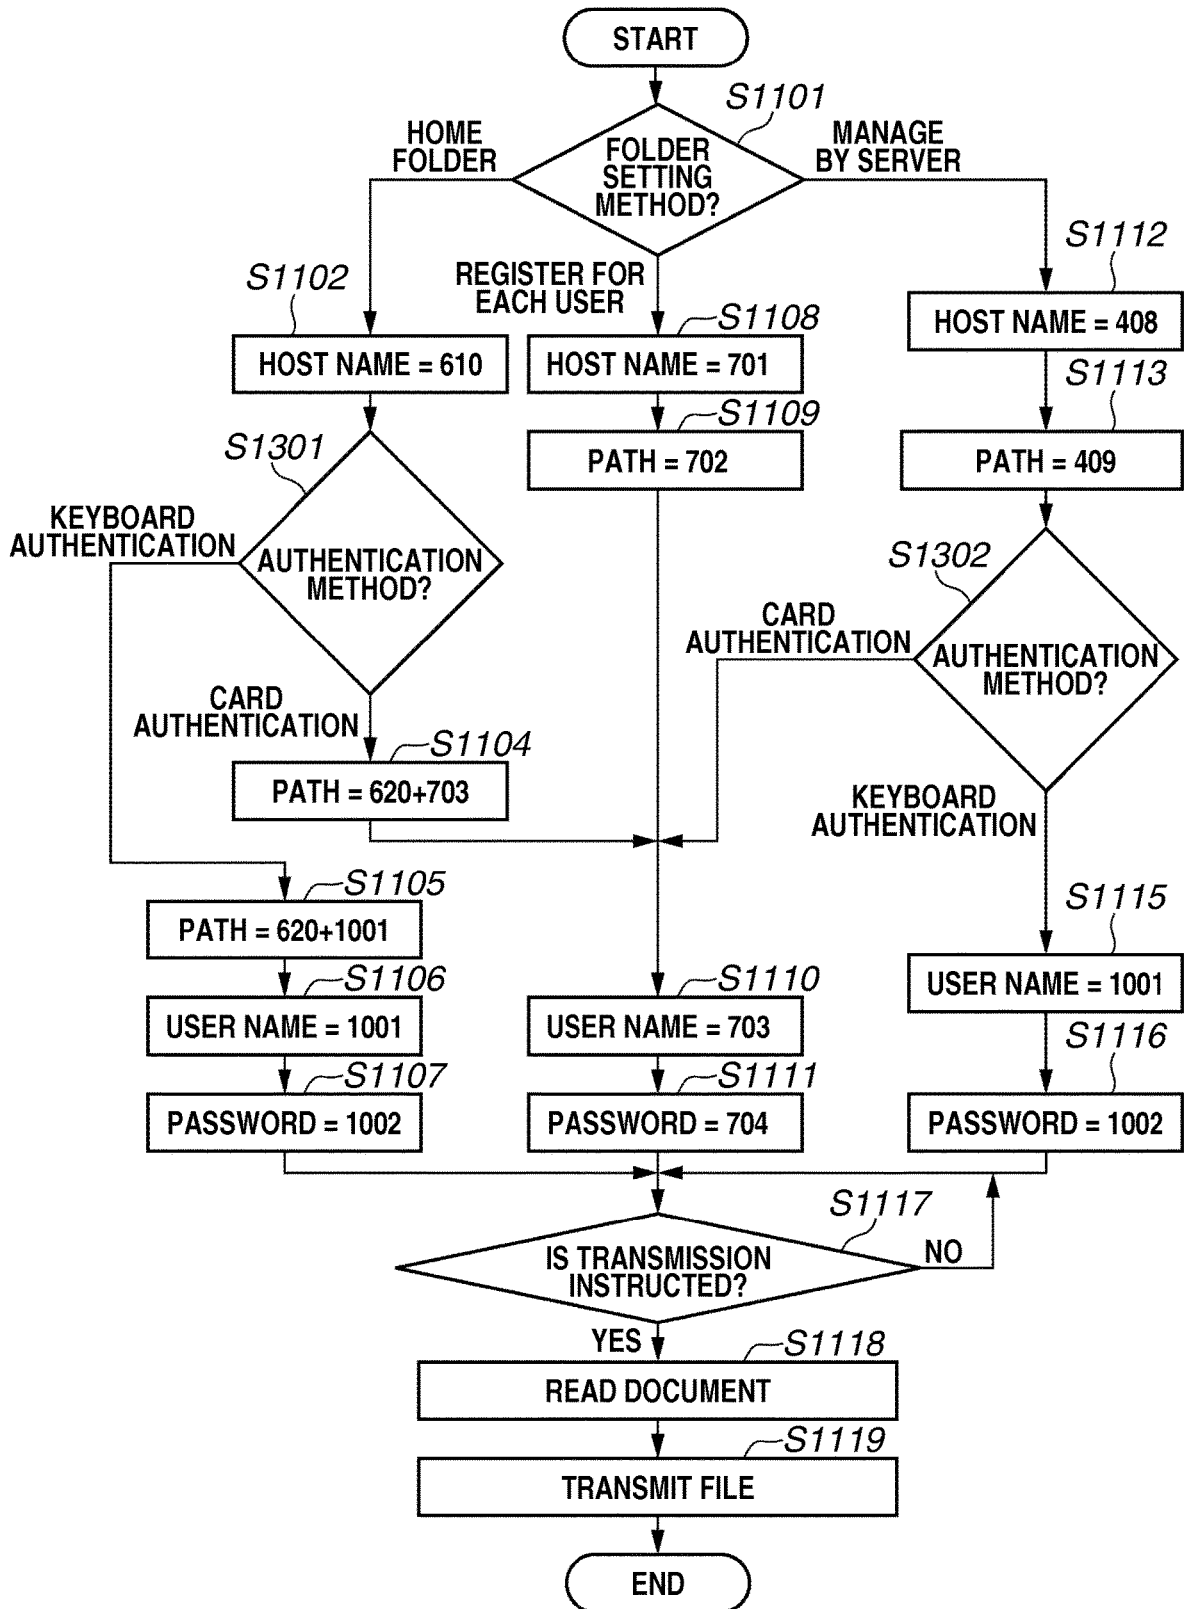 START
S1101
HOME
FOLDER
FOLDER
SETTING
METHOD?
MANAGE
BY SERVER
S1112
S1102
REGISTER FOR
EACH USER
S1108
HOST NAME = 408
HOST NAME = 610
HOST NAME = 701
S1113
S1109
S1301
PATH = 702
PATH = 409
KEYBOARD
AUTHENTICATION
AUTHENTICATION
METHOD?
S1302
CARD
AUTHENTICATION
AUTHENTICATION
METHOD?
CARD
AUTHENTICATION
S1104
PATH = 620+703
KEYBOARD
AUTHENTICATION
S1105
PATH = 620+1001
S1115
S1106
S1110
USER NAME = 1001
USER NAME = 1001
USER NAME = 703
S1116
S1107
S1111
PASSWORD = 1002
PASSWORD = 704
PASSWORD = 1002
S1117
IS TRANSMISSION
INSTRUCTED?
NO
YES
S1118
READ DOCUMENT
S1119
TRANSMIT FILE
END